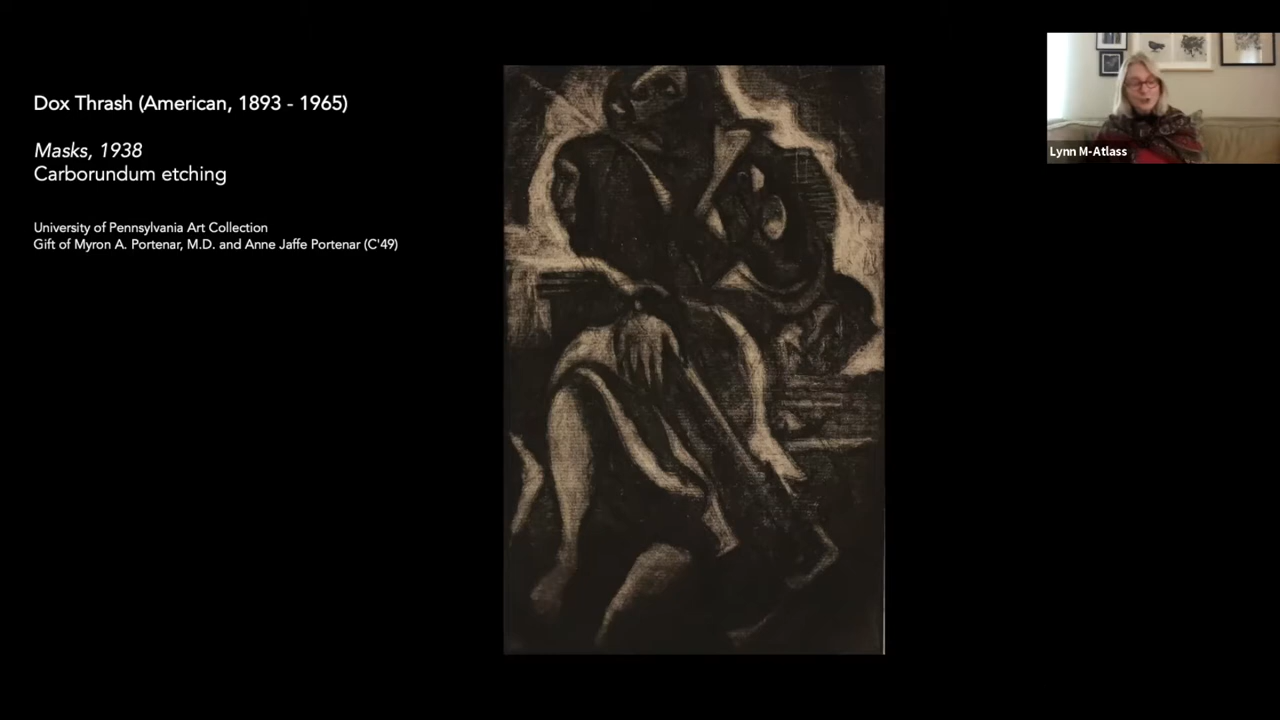 Dox Thrash (American, 1893 - 1965)
Masks, 1938
Carborundum etching
University of Pennsylvania Art Collection
Gift of Myron A. Portenar, M.D. and Anne Jaffe Portenar (C'49)
Lynn M-Atlass